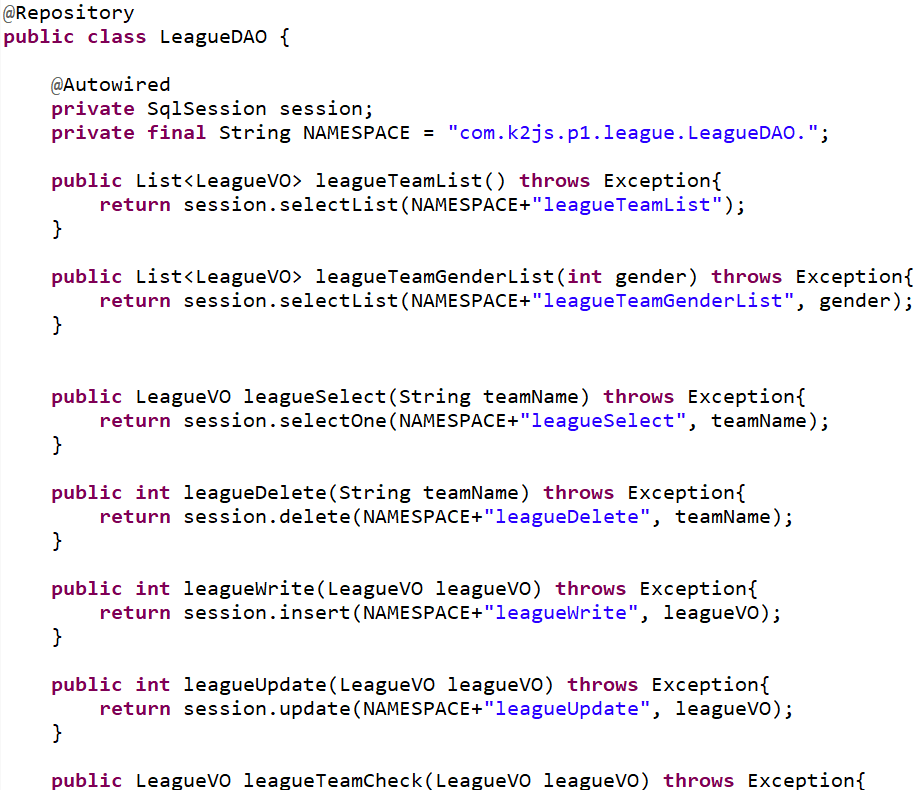 @Repository
public class LeagueDAO {
@Autowired
private SqlSession session;
private final String NAMESPACE = "com.k2js.p1.league.LeagueDAO.";
public List<LeagueVO> leagueTeamList() throws Exception{
return session.selectList(NAMESPACE+"leagueTeamList");
}
public List<LeagueVO> leagueTeamGenderList(int gender) throws Exception{
return session.selectList(NAMESPACE+"leagueTeamGenderList", gender);
}
public LeagueVO leagueSelect(String teamName) throws Exception{
return session.selectOne(NAMESPACE+"leagueSelect", teamName);
}
public int leagueDelete(String teamName) throws Exception{
return session.delete(NAMESPACE+"leagueDelete", teamName);
}
public int leagueWrite(LeagueVO leagueVO) throws Exception{
return session.insert(NAMESPACE+"leagueWrite", leagueVO);
}
public int leagueUpdate(LeagueVO leagueVO) throws Exception{
return session.update(NAMESPACE+"leagueUpdate", leagueVO);
}
public LeagueVO leagueTeamCheck(LeagueVO leagueVO) throws Exception{